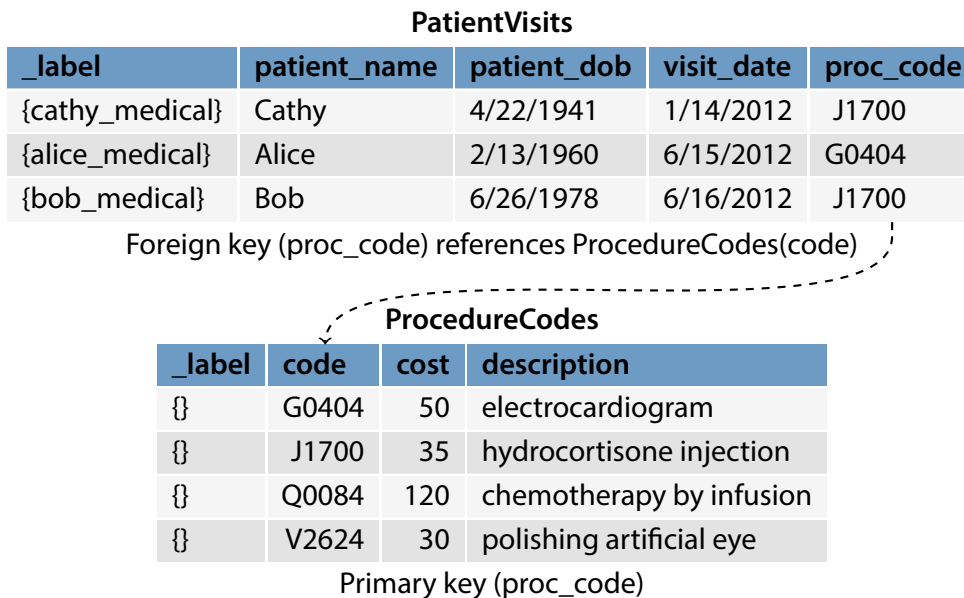 PatientVisits
_label patient_name patient_dob visit_date proc_code
{cathy_medical} Cathy 4/22/1941 1/14/2012 J1700
{alice_medical} Alice 2/13/1960 6/15/2012 G0404
{bob_medical} Bob 6/26/1978 6/16/2012 J1700
Foreign key (proc_code) references ProcedureCodes(code)
ProcedureCodes
_label code cost description
{} G0404 50 electrocardiogram
{} J1700 35 hydrocortisone injection
{} Q0084 120 chemotherapy by infusion
{} V2624 30 polishing artificial eye
Primary key (proc_code)